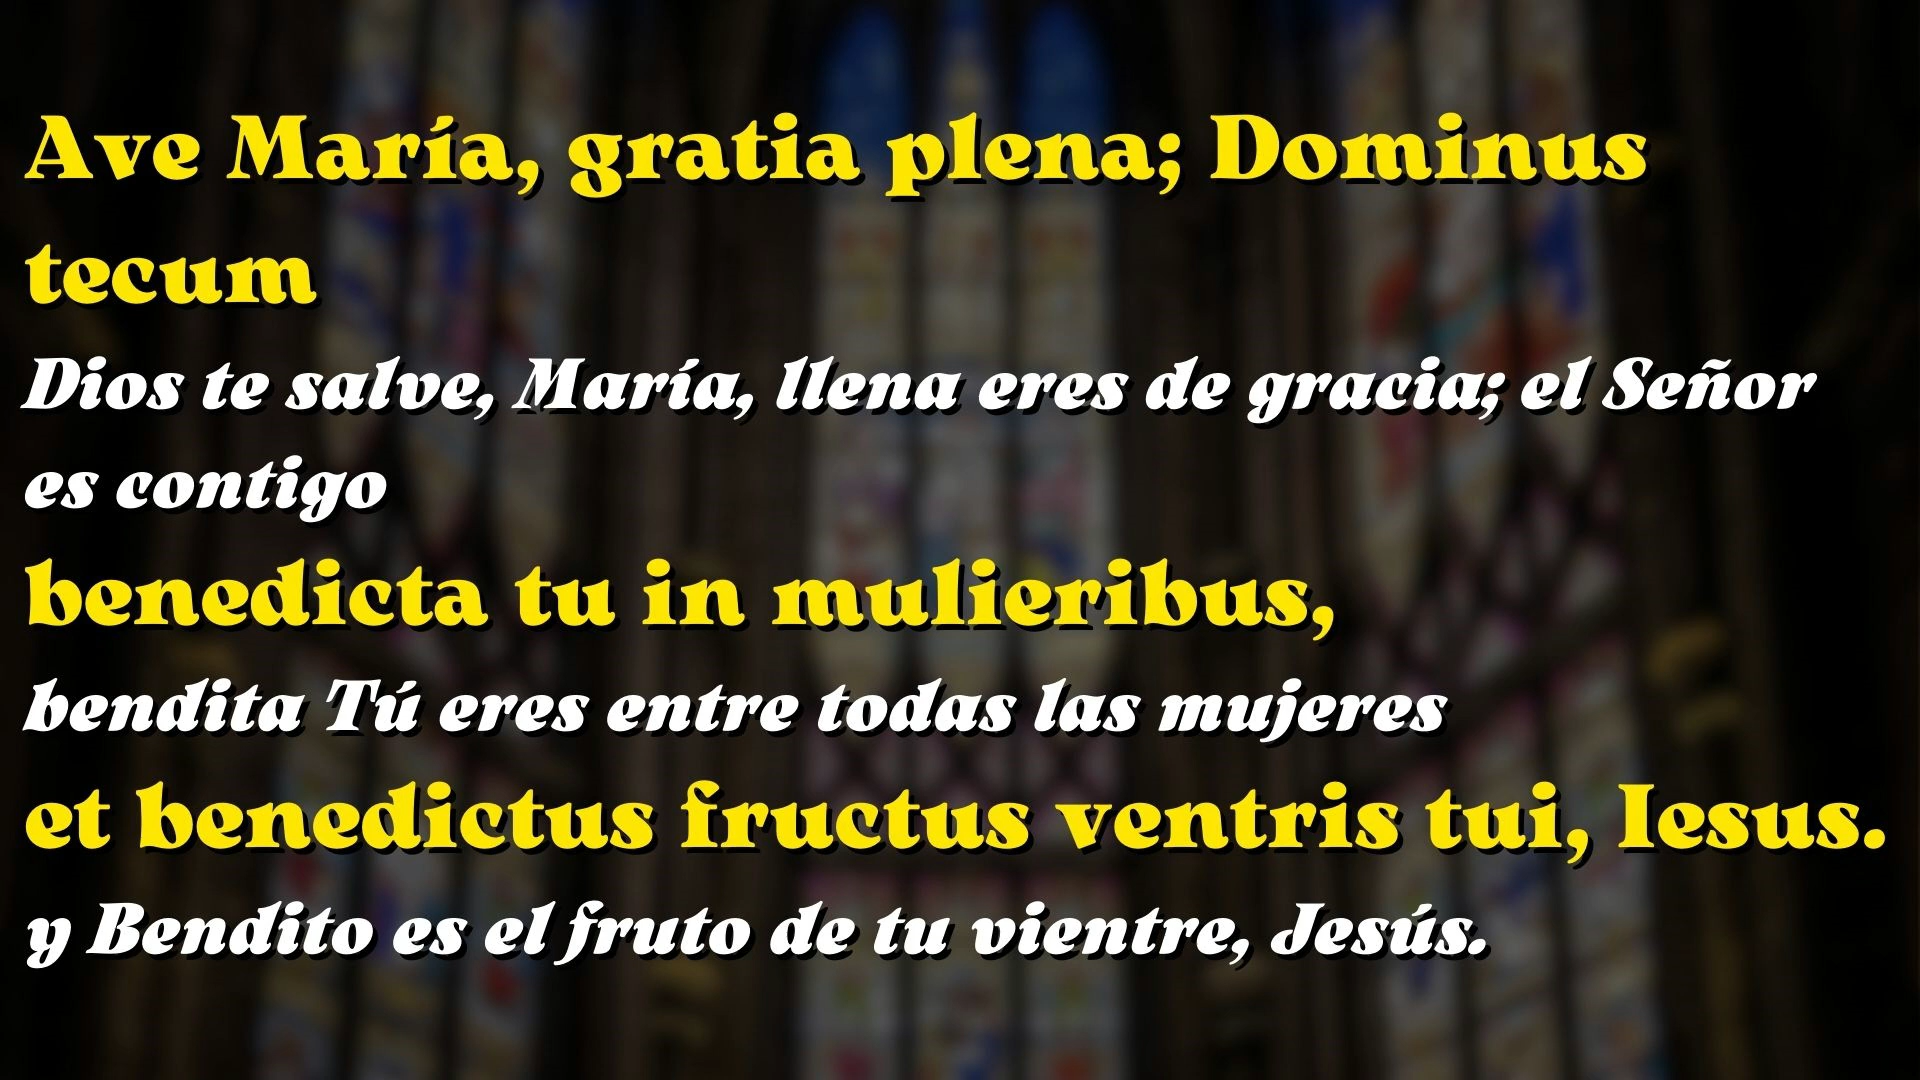 Ave María, gratia plena; Dominus
tecum
Dios te salve, María, llena eres de gracia; el Señor
es contigo
benedicta tu in mulieribus,
bendita Tú eres entre todas las mujeres
et benedictus fructus ventris tui, Iesus.
y Bendito es el fruto de tu vientre, Jesús.